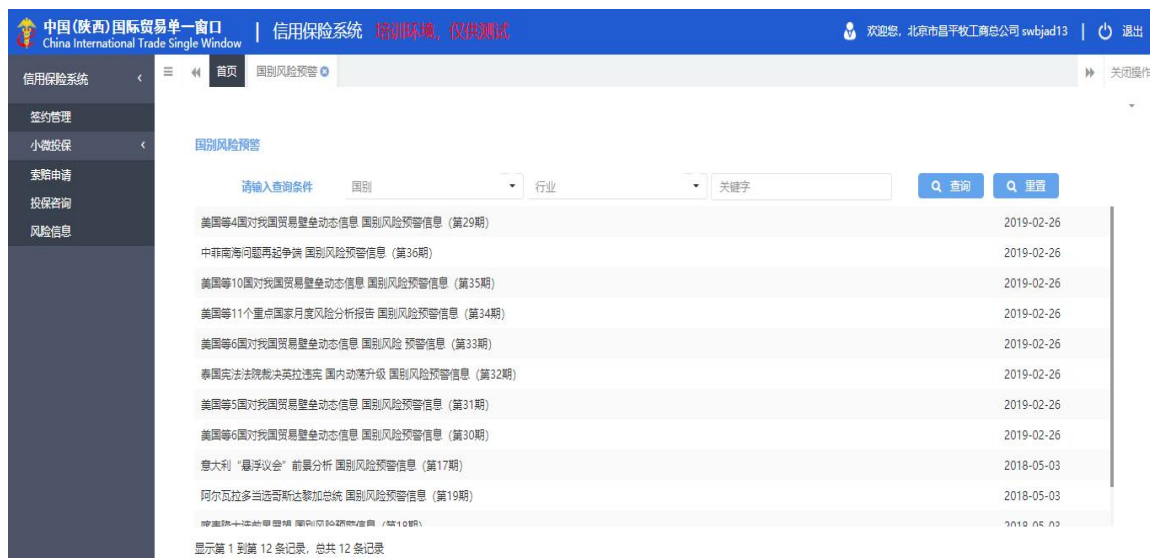 中国(陕西)国际贸易单一窗口
China International Trade Single Window
信用保险系统 培训环境, 仅供测试
欢迎您, 北京市昌平牧工商总公司 swbjad13
退出
信用保险系统
签约管理
小微投保
索赔申请
投保咨询
风险信息
首页 国别风险预警
关闭操作
国别风险预警
请输入查询条件 国别 行业 关键字 查询 重置
美国等4国对我国贸易壁垒动态信息 国别风险预警信息 (第29期) 2019-02-26
中菲南海问题再起争端 国别风险预警信息 (第36期) 2019-02-26
美国等10国对我国贸易壁垒动态信息 国别风险预警信息 (第35期) 2019-02-26
美国等11个重点国家月度风险分析报告 国别风险预警信息 (第34期) 2019-02-26
美国等6国对我国贸易壁垒动态信息 国别风险 预警信息 (第33期) 2019-02-26
泰国宪法法院裁决英拉违宪 国内动荡升级 国别风险预警信息 (第32期) 2019-02-26
美国等5国对我国贸易壁垒动态信息 国别风险预警信息 (第31期) 2019-02-26
美国等6国对我国贸易壁垒动态信息 国别风险预警信息 (第30期) 2019-02-26
意大利“悬浮议会”前景分析 国别风险预警信息 (第17期) 2018-05-03
阿尔瓦拉多当选哥斯达黎加总统 国别风险预警信息 (第19期) 2018-05-03
国别风险预警信息 (第18期) 2018-05-03
显示第 1 到第 12 条记录, 总共 12 条记录